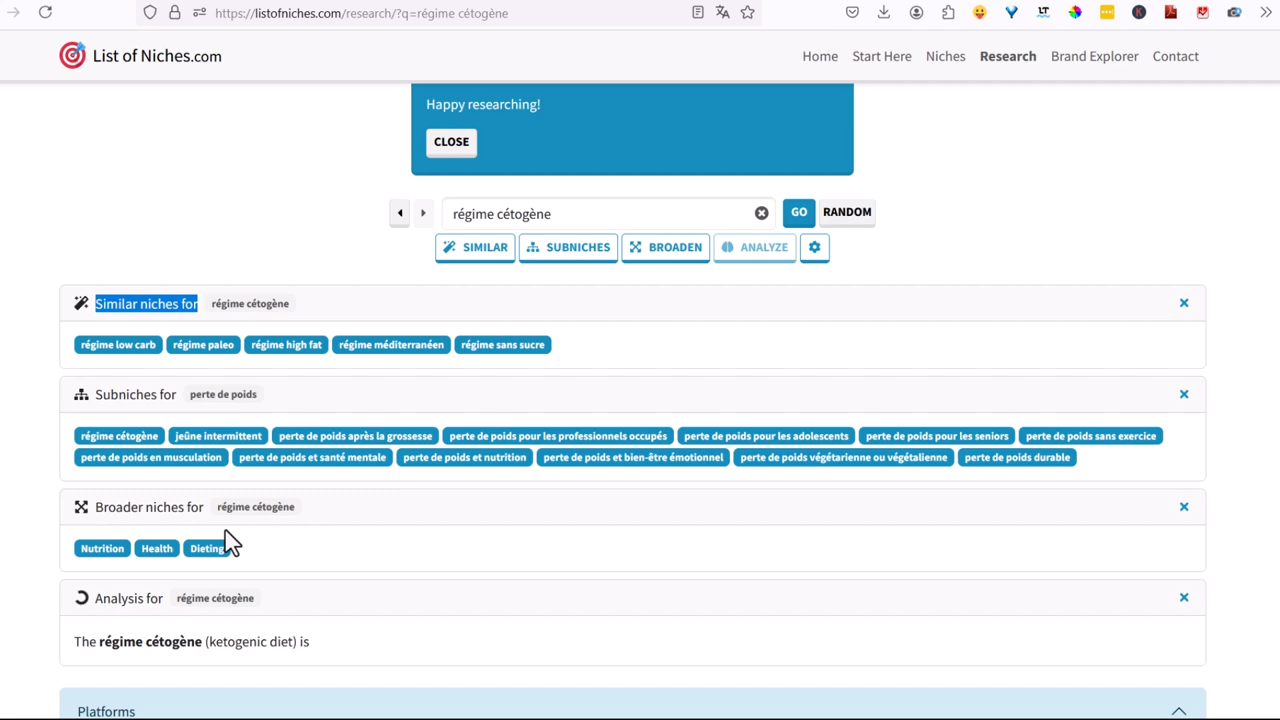 https://listofniches.com/research/?q=régime cétogène
List of Niches.com
Home Start Here Niches Research Brand Explorer Contact
Happy researching!
CLOSE
régime cétogène GO RANDOM
SIMILAR SUBNICHES BROADEN ANALYZE
Similar niches for régime cétogène
régime low carb régime paleo régime high fat régime méditerranéen régime sans sucre
Subniches for perte de poids
régime cétogène jeûne intermittent perte de poids après la grossesse perte de poids pour les professionnels occupés perte de poids pour les adolescents perte de poids pour les seniors perte de poids sans exercice
perte de poids en musculation perte de poids et santé mentale perte de poids et nutrition perte de poids et bien-être émotionnel perte de poids végétarienne ou végétalienne perte de poids durable
Broader niches for régime cétogène
Nutrition Health Dieting
Analysis for régime cétogène
The régime cétogène (ketogenic diet) is
Platforms